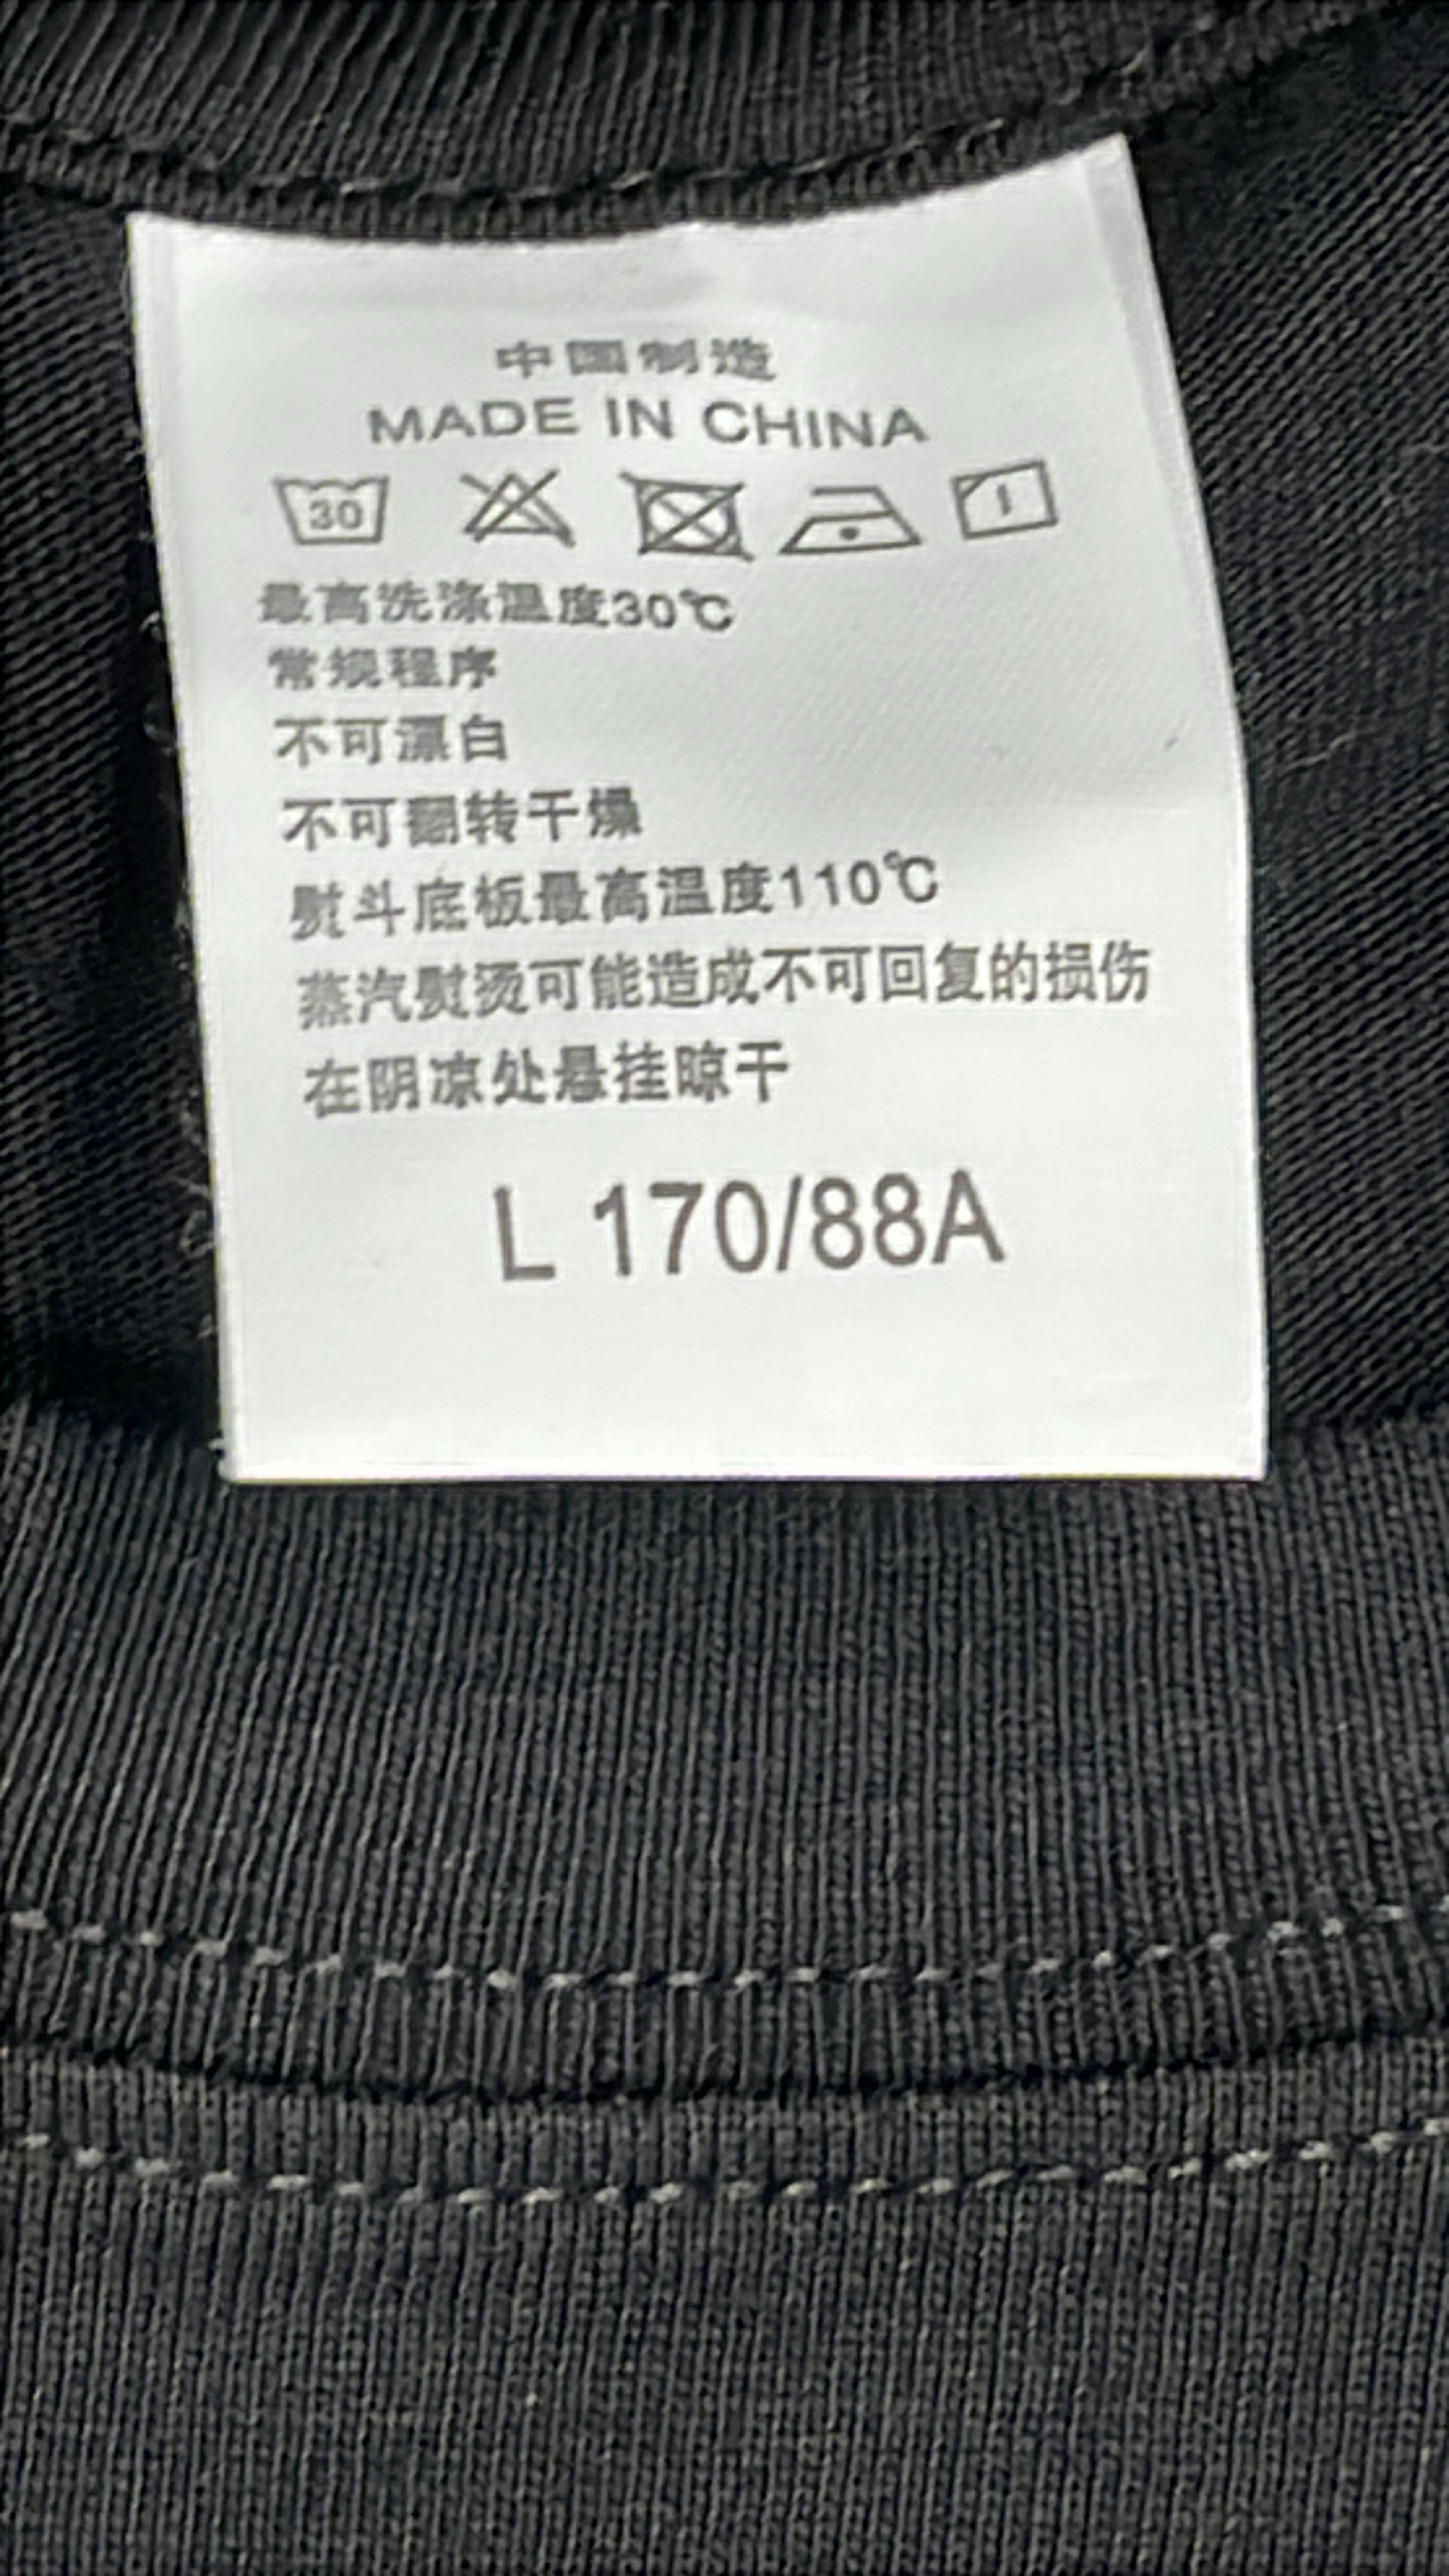 中国制造
MADE IN CHINA
30
最高洗涤温度30℃
常规程序
不可漂白
不可翻转干燥
熨斗底板最高温度110℃
蒸汽熨烫可能造成不可回复的损伤
在阴凉处悬挂晾干
L 170/88A